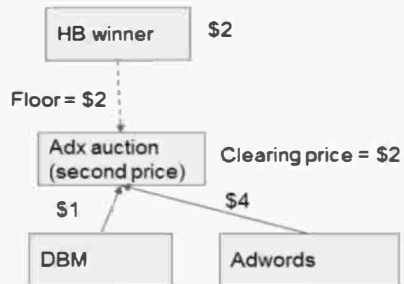 HB winner
$2
Floor = $2
Adx auction
(second price)
Clearing price = $2
$1
$4
DBM
Adwords